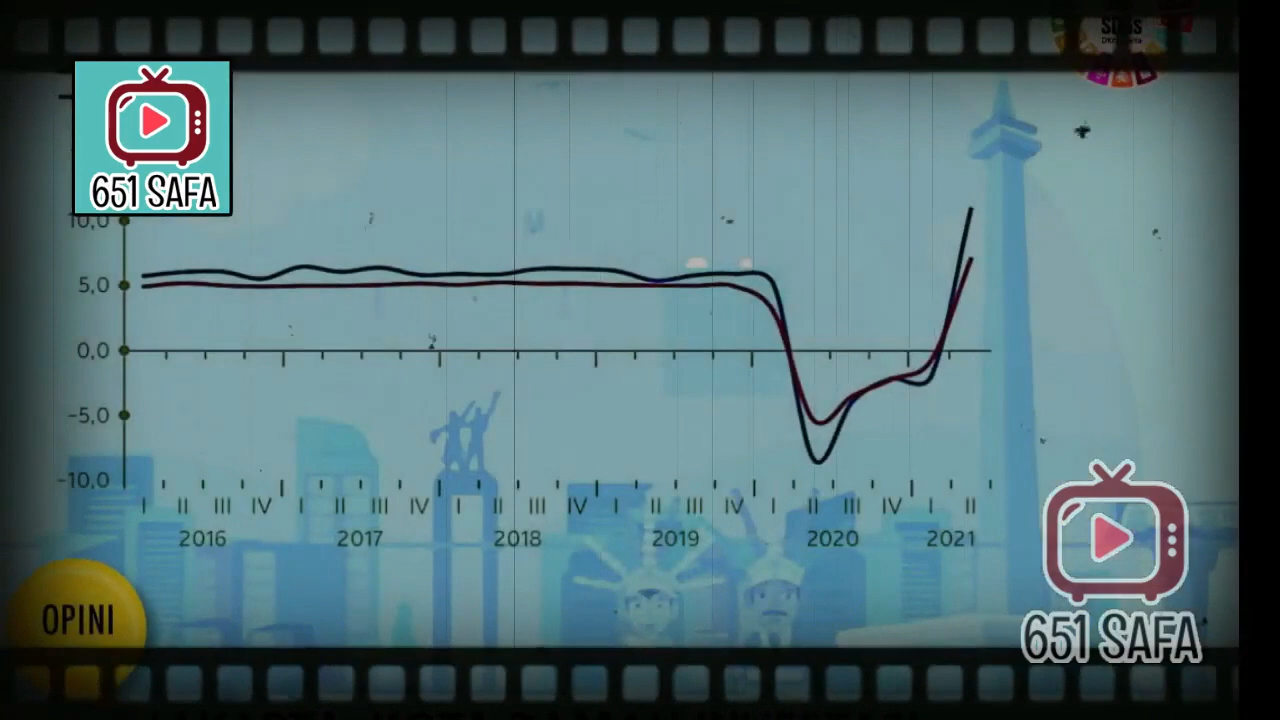 SDGs
651 SAFA
10,0
5,0
0,0
-5,0
-10,0
I II III IV I II III IV I II III IV I II III IV I II III IV I II
2016 2017 2018 2019 2020 2021
OPINI
651 SAFA